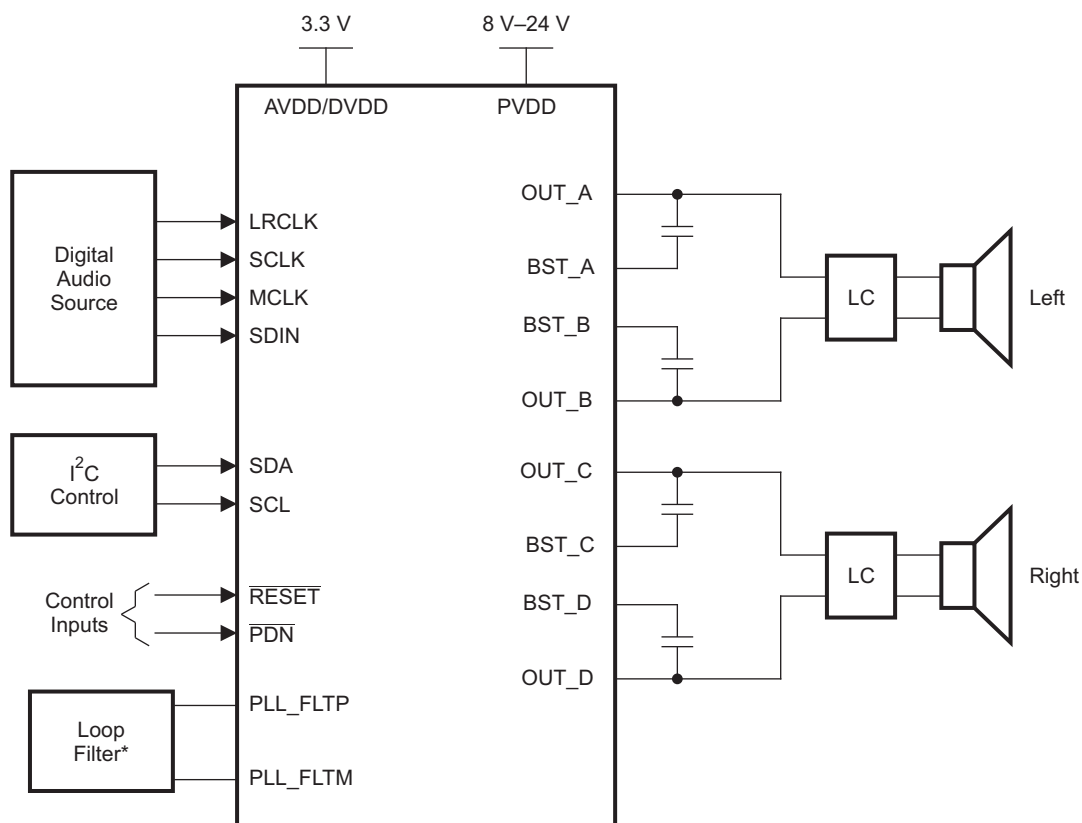 3.3 V
8 V–24 V
AVDD/DVDD
PVDD
Digital
Audio
Source
LRCLK
SCLK
MCLK
SDIN
OUT_A
BST_A
BST_B
OUT_B
LC
Left
I²C
Control
SDA
SCL
OUT_C
BST_C
BST_D
OUT_D
LC
Right
Control
Inputs
RESET
PDN
Loop
Filter*
PLL_FLTP
PLL_FLTM